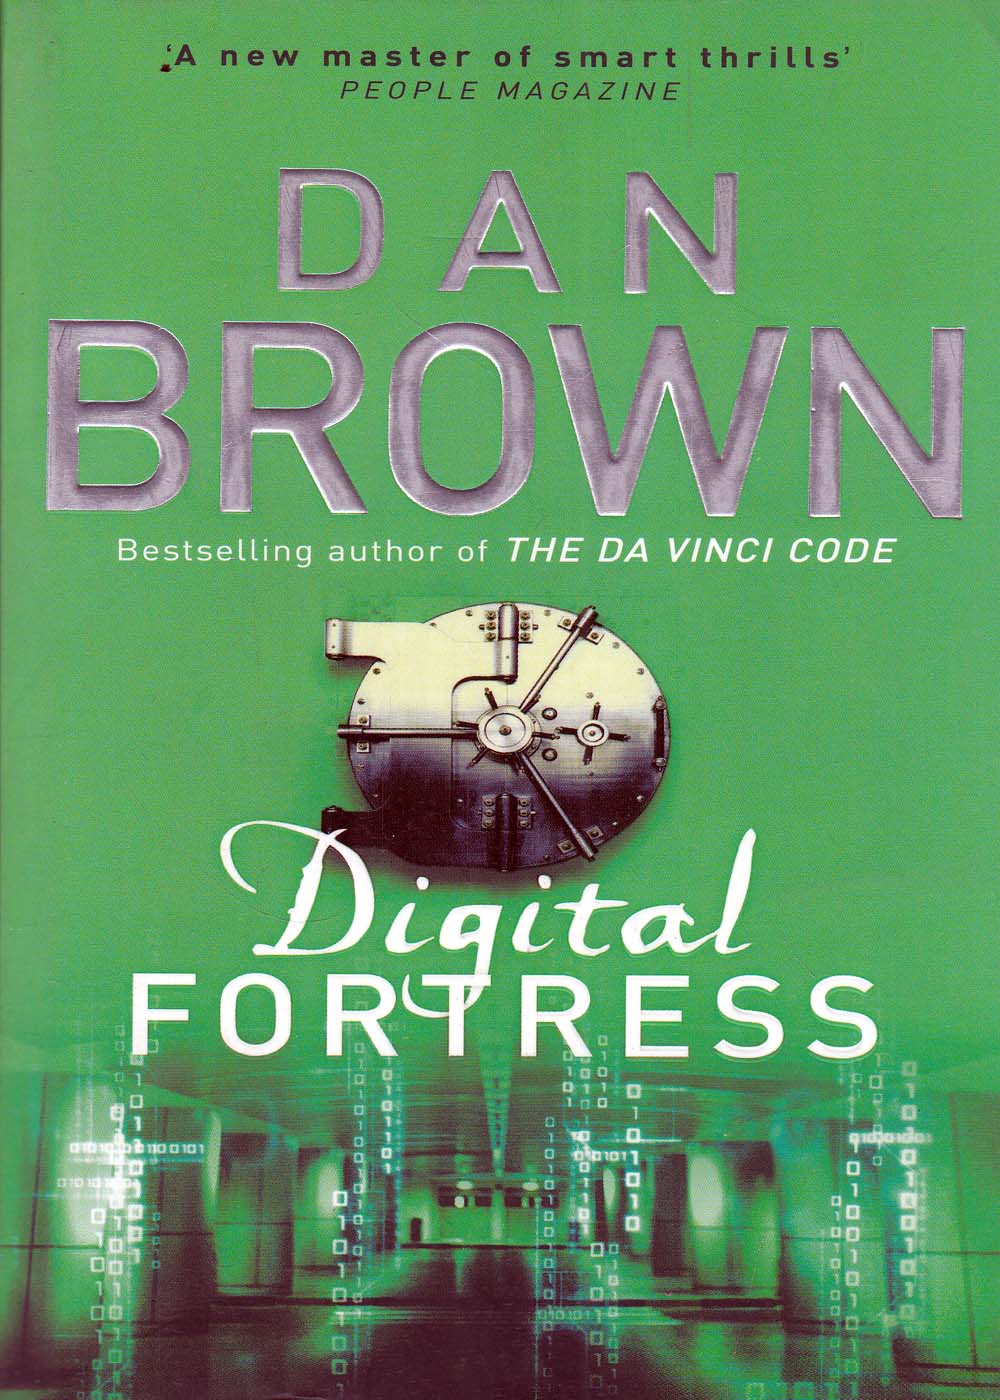 ‘A new master of smart thrills’
PEOPLE MAGAZINE
DAN
BROWN
Bestselling author of THE DA VINCI CODE
Digital
FORTRESS